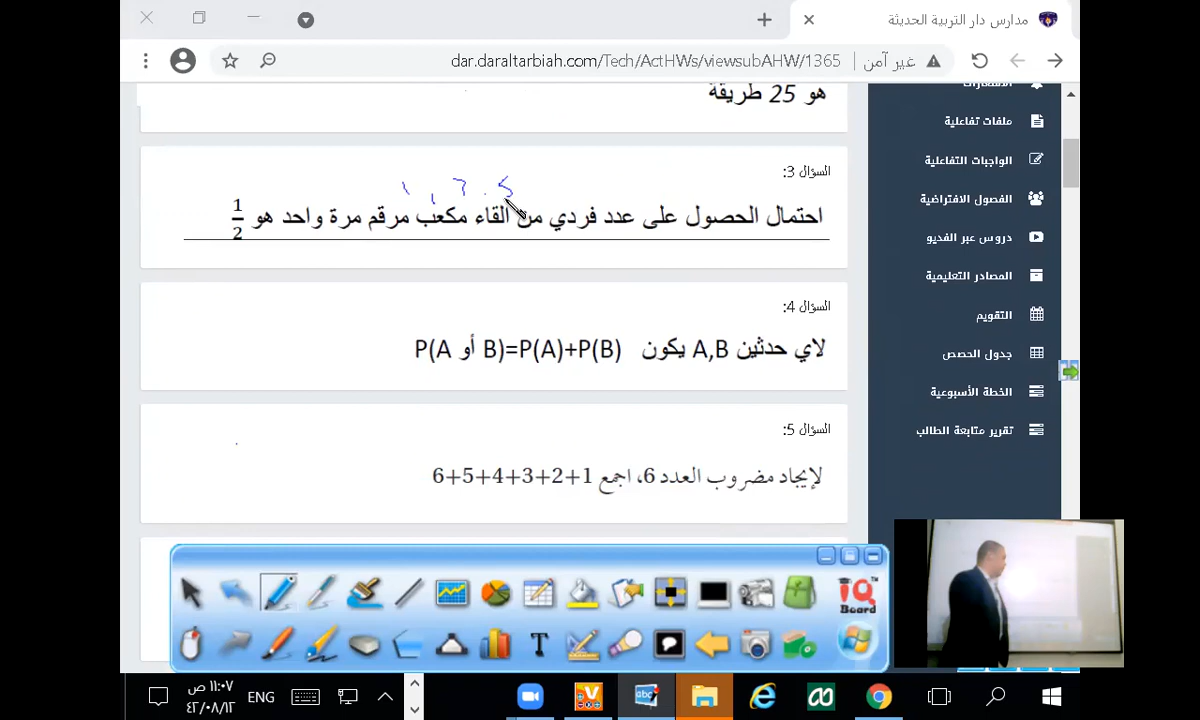 مدارس دار التربية الحديثة
dar.daraltarbiah.com/Tech/ActHWs/viewsubAHW/1365
غير آمن
هو 25 طريقة
السؤال 3:
1 , 3 . 5
احتمال الحصول على عدد فردي من القاء مكعب مرقم مرة واحد هو 1/2
السؤال 4:
لاي حدثين A,B يكون P(A أو B)=P(A)+P(B)
السؤال 5:
لإيجاد مضروب العدد 6، اجمع 1+2+3+4+5+6
ملفات تفاعلية
الواجبات التفاعلية
الفصول الافتراضية
دروس عبر الفديو
المصادر التعليمية
التقويم
جدول الحصص
الخطة الأسبوعية
تقرير متابعة الطالب
IQ Board
ENG
١١:٠٧ ص
٤٢/٠٨/١٢